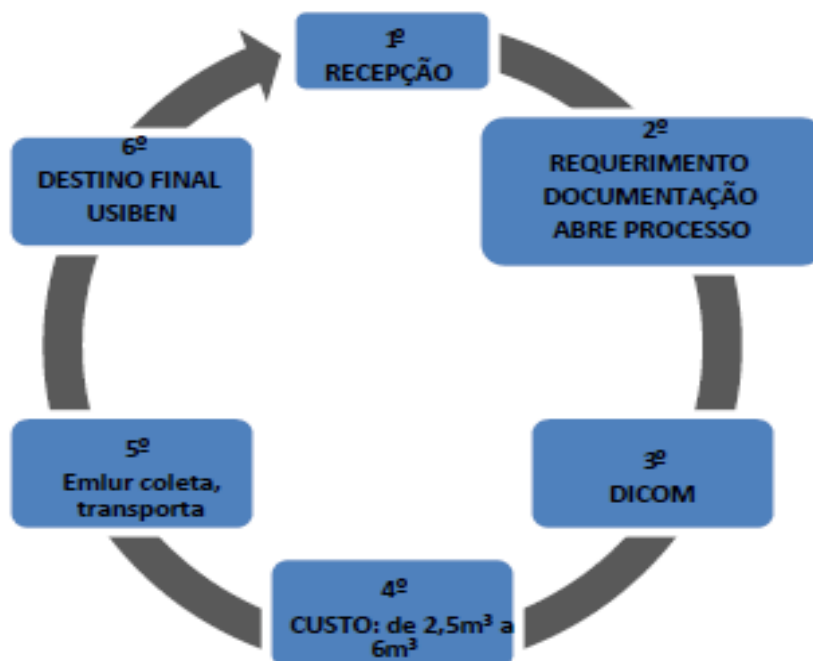 1º
RECEPÇÃO
2º
REQUERIMENTO
DOCUMENTAÇÃO
ABRE PROCESSO
3º
DICOM
4º
CUSTO: de 2,5m³ a
6m³
5º
Emlur coleta,
transporta
6º
DESTINO FINAL
USIBEN